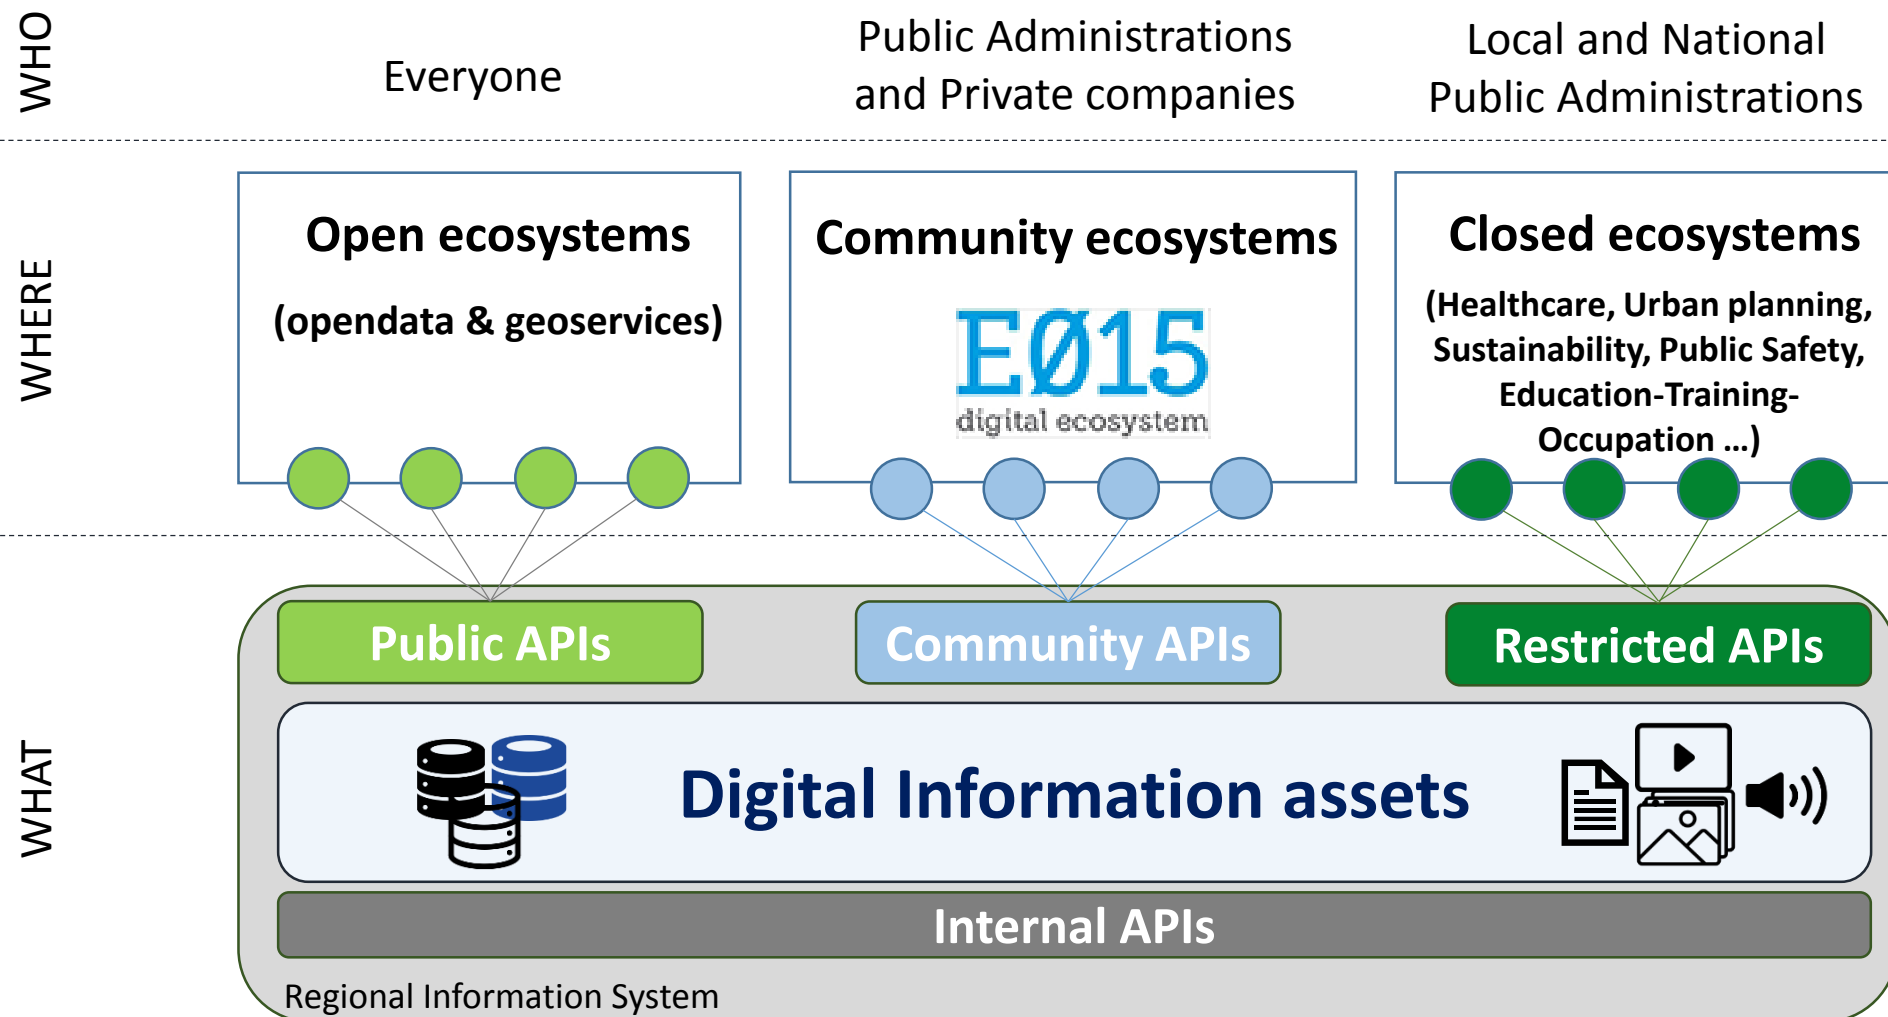 WHO
Everyone
Public Administrations
and Private companies
Local and National
Public Administrations
WHERE
Open ecosystems
(opendata & geoservices)
Community ecosystems
EØ15
digital ecosystem
Closed ecosystems
(Healthcare, Urban planning,
Sustainability, Public Safety,
Education-Training-
Occupation ...)
WHAT
Public APIs
Community APIs
Restricted APIs
Digital Information assets
Internal APIs
Regional Information System